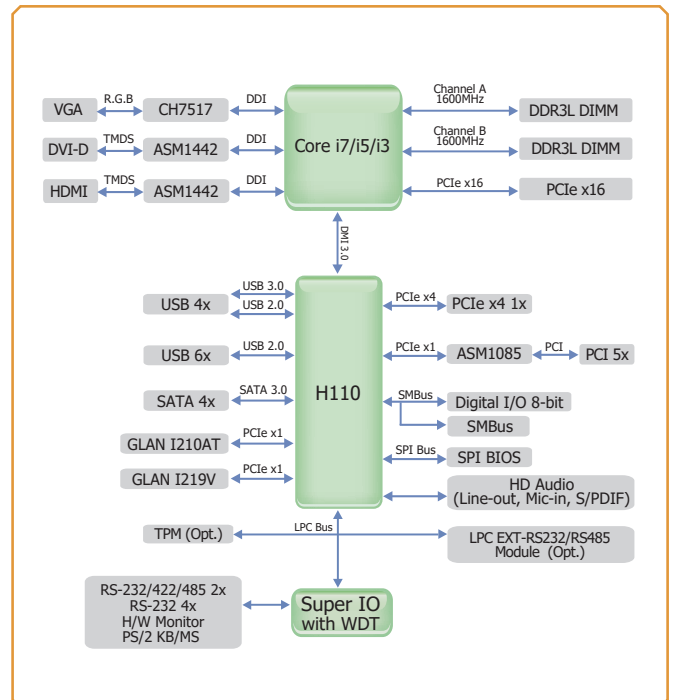 VGA
R.G.B
CH7517
DDI
DVI-D
TMDS
ASM1442
DDI
HDMI
TMDS
ASM1442
DDI
Core i7/i5/i3
Channel A
1600MHz
DDR3L DIMM
Channel B
1600MHz
DDR3L DIMM
PCIe x16
PCIe x16
DMI 3.0
USB 4x
USB 3.0
USB 2.0
USB 6x
USB 2.0
SATA 4x
SATA 3.0
GLAN I210AT
PCIe x1
GLAN I219V
PCIe x1
H110
PCIe x4
PCIe x4 1x
PCIe x1
ASM1085
PCI
PCI 5x
SMBus
Digital I/O 8-bit
SMBus
SPI Bus
SPI BIOS
HD Audio
(Line-out, Mic-in, S/PDIF)
TPM (Opt.)
LPC Bus
LPC EXT-RS232/RS485
Module (Opt.)
RS-232/422/485 2x
RS-232 4x
H/W Monitor
PS/2 KB/MS
Super IO
with WDT